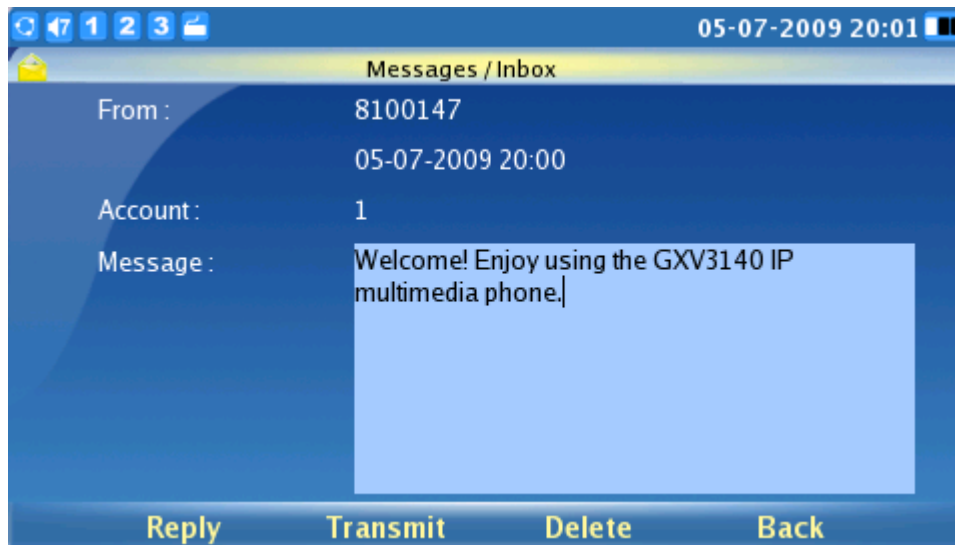 7 1 2 3 05-07-2009 20:01
Messages / Inbox
From : 8100147
05-07-2009 20:00
Account : 1
Message : Welcome! Enjoy using the GXV3140 IP
multimedia phone.
Reply Transmit Delete Back